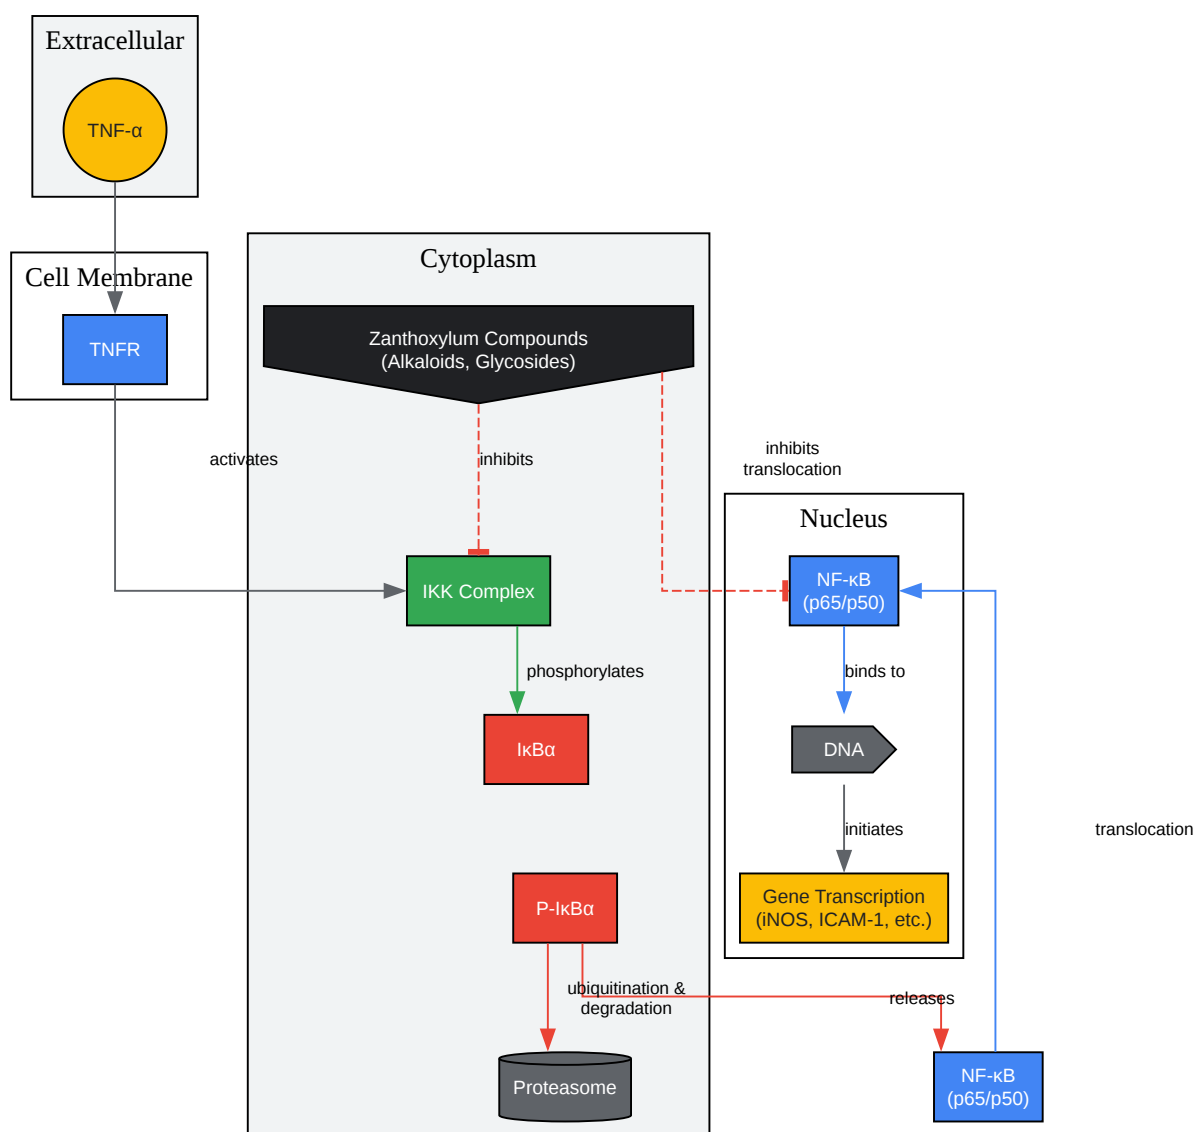 Extracellular
TNF-α
Cell Membrane
TNFR
activates
Cytoplasm
Zanthoxylum Compounds
(Alkaloids, Glycosides)
inhibits
inhibits
translocation
IKK Complex
phosphorylates
IκBα
P-IκBα
ubiquitination &
degradation
releases
Proteasome
Nucleus
NF-κB
(p65/p50)
binds to
DNA
initiates
Gene Transcription
(iNOS, ICAM-1, etc.)
translocation
NF-κB
(p65/p50)